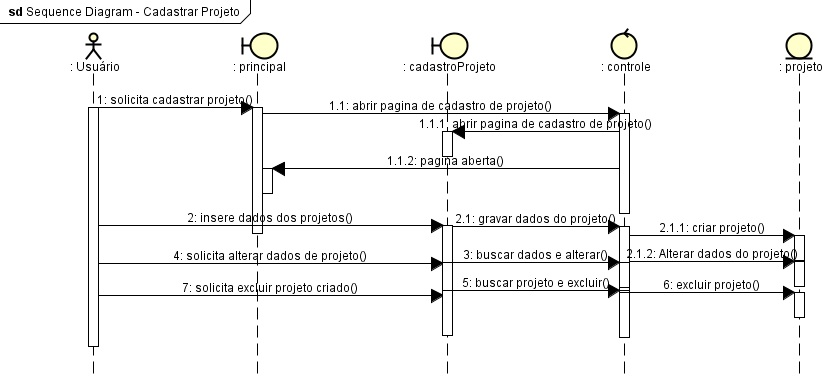 sd Sequence Diagram - Cadastrar Projeto
: Usuário
: principal
: cadastroProjeto
: controle
: projeto
1: solicita cadastrar projeto()
1.1: abrir pagina de cadastro de projeto()
1.1.1: abrir pagina de cadastro de projeto()
1.1.2: pagina aberta()
2: insere dados dos projetos()
2.1: gravar dados do projeto()
2.1.1: criar projeto()
4: solicita alterar dados de projeto()
3: buscar dados e alterar()
2.1.2: Alterar dados do projeto()
7: solicita excluir projeto criado()
5: buscar projeto e excluir()
6: excluir projeto()